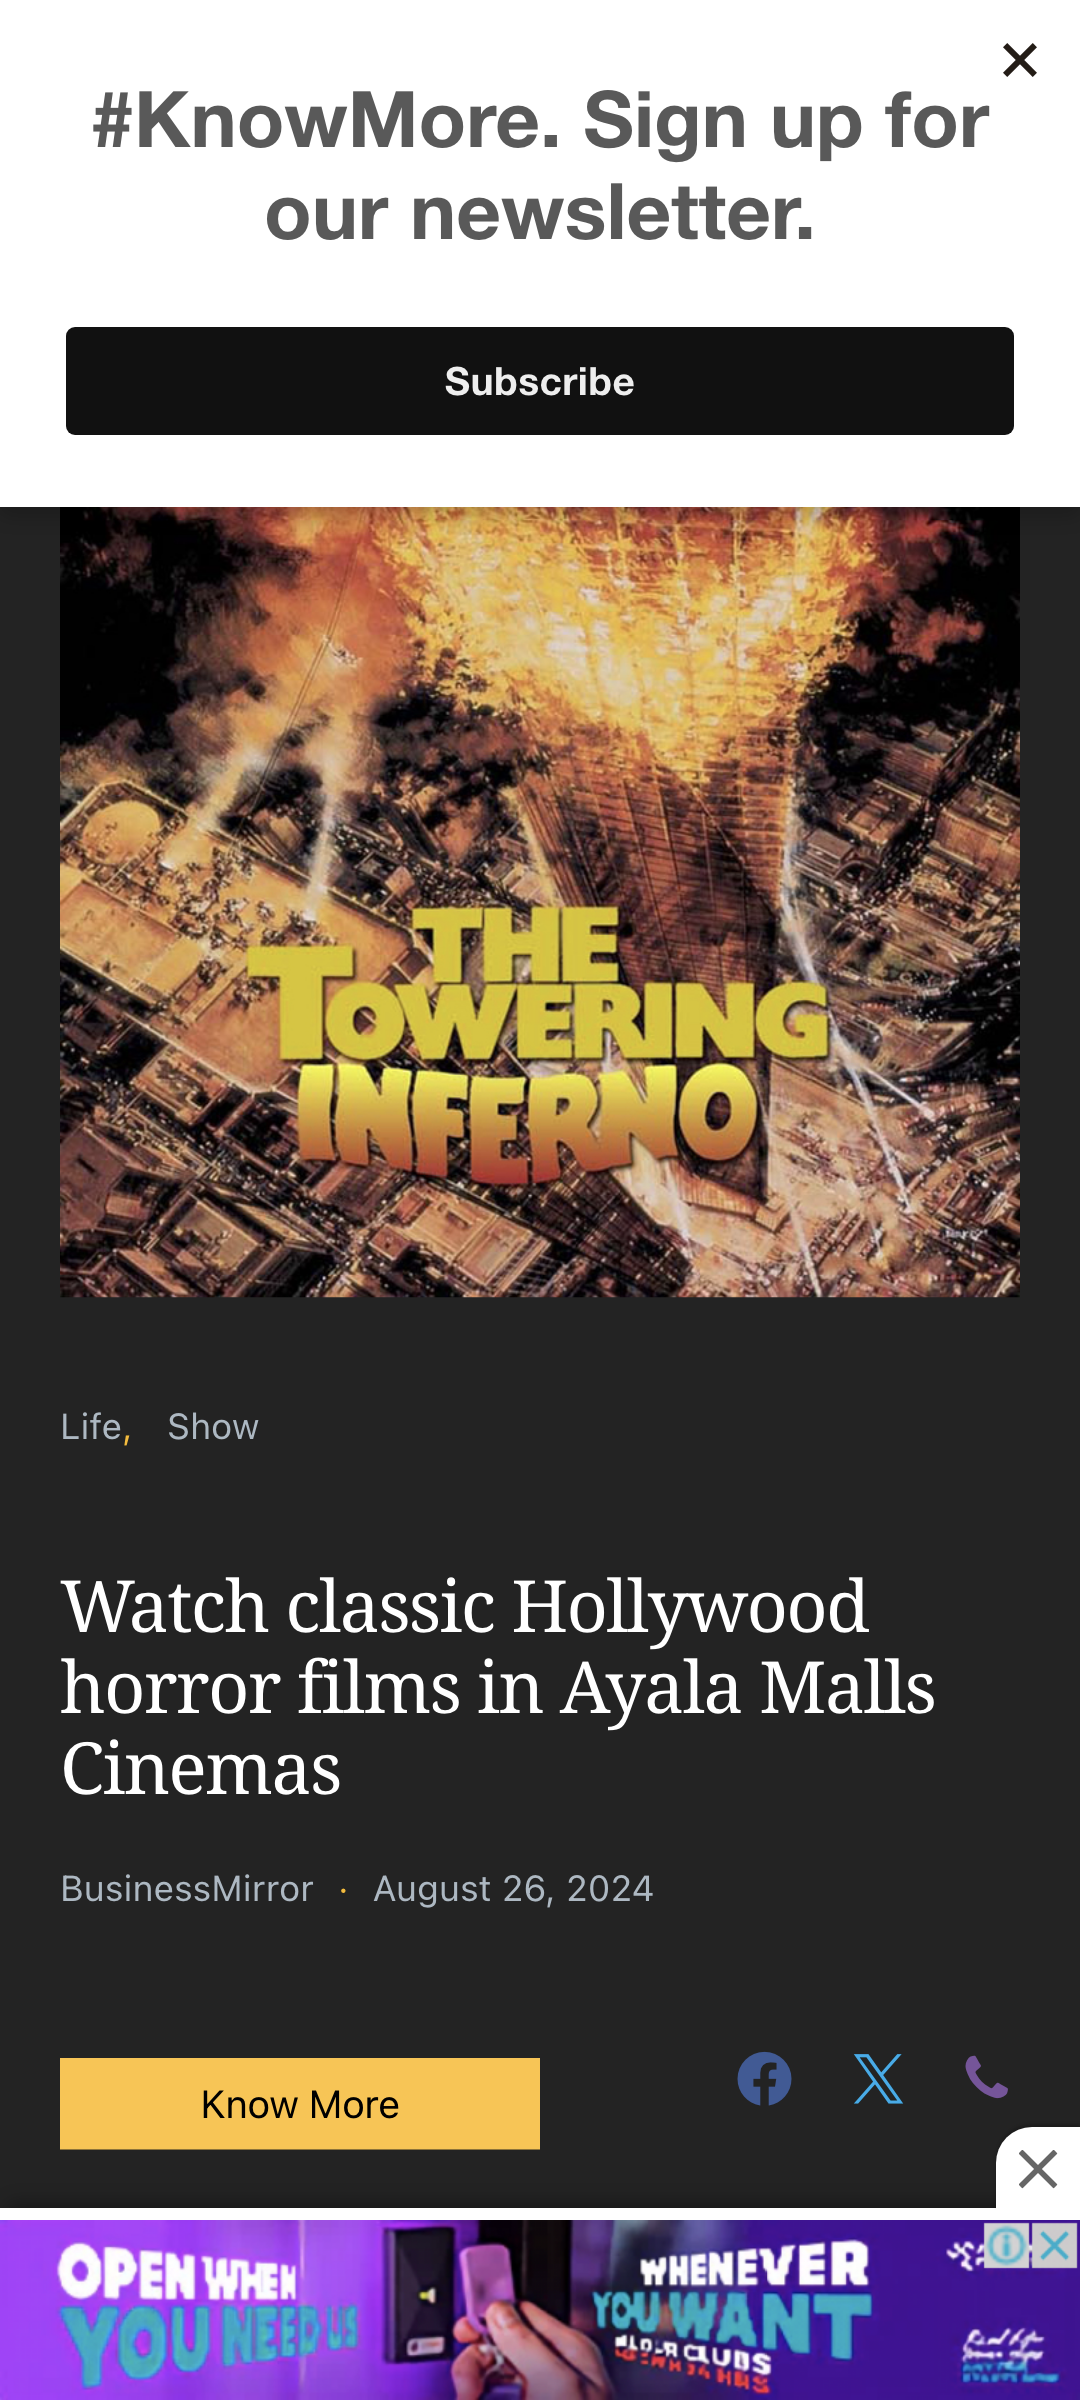 #KnowMore. Sign up for
our newsletter.
Subscribe
THE
TOWERING
INFERNO
Life, Show
Watch classic Hollywood
horror films in Ayala Malls
Cinemas
BusinessMirror · August 26, 2024
Know More
OPEN WHEN
YOU NEED US
WHENEVER
YOU WANT
CLUBS